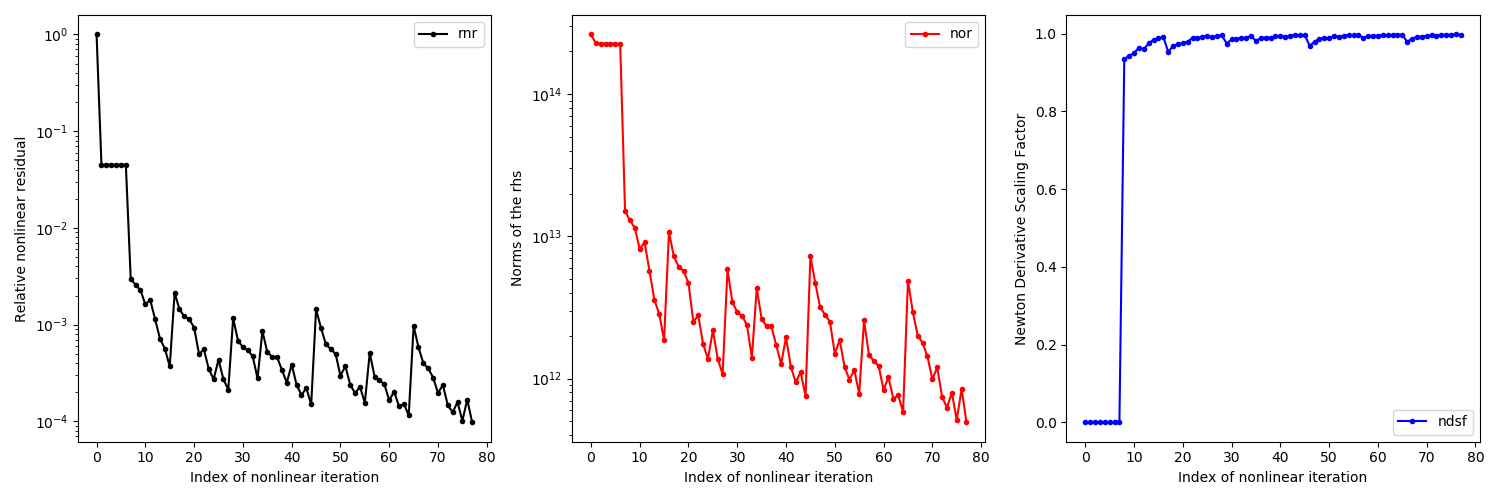 Relative nonlinear residual
10⁰
10⁻¹
10⁻²
10⁻³
10⁻⁴
rnr
0 10 20 30 40 50 60 70 80
Index of nonlinear iteration
Norms of the rhs
10¹⁴
10¹³
10¹²
nor
0 10 20 30 40 50 60 70 80
Index of nonlinear iteration
Newton Derivative Scaling Factor
1.0
0.8
0.6
0.4
0.2
0.0
ndsf
0 10 20 30 40 50 60 70 80
Index of nonlinear iteration